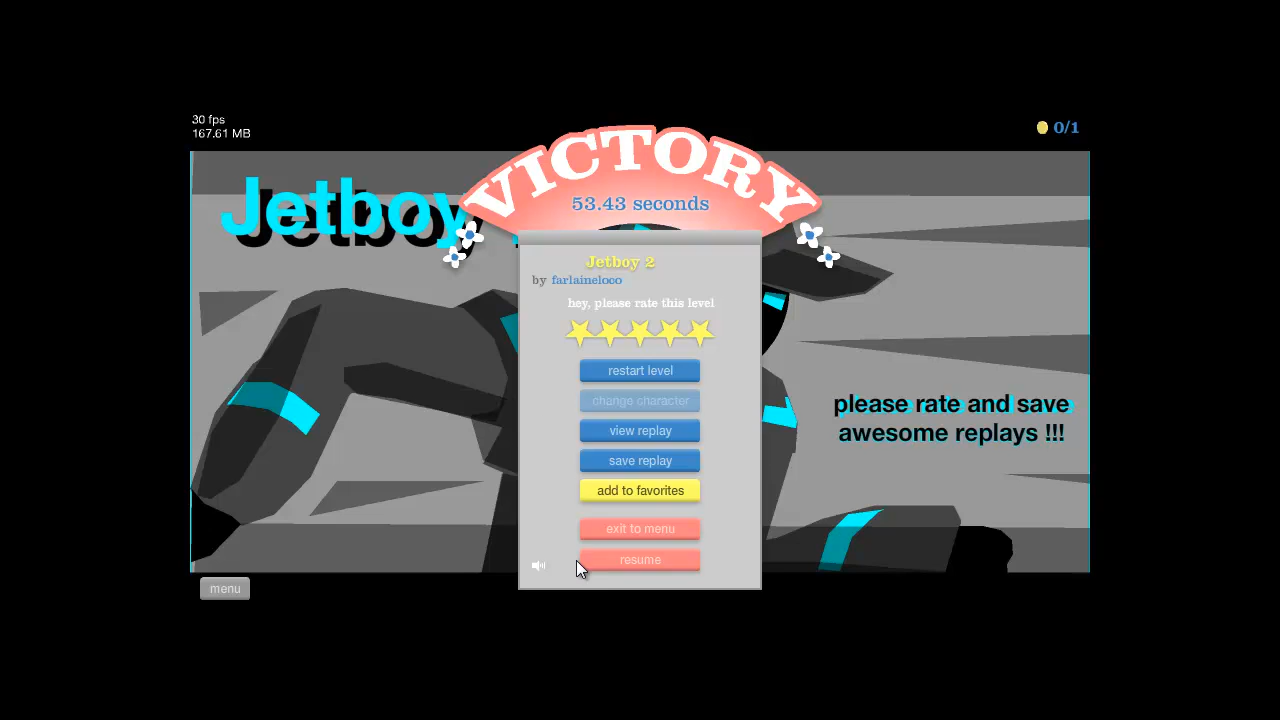 30 fps
167.61 MB
0/1
VICTORY
53.43 seconds
Jetboy
Jetboy 2
by farlaineloco
hey, please rate this level
restart level
change character
view replay
save replay
add to favorites
exit to menu
resume
please rate and save
awesome replays !!!
menu